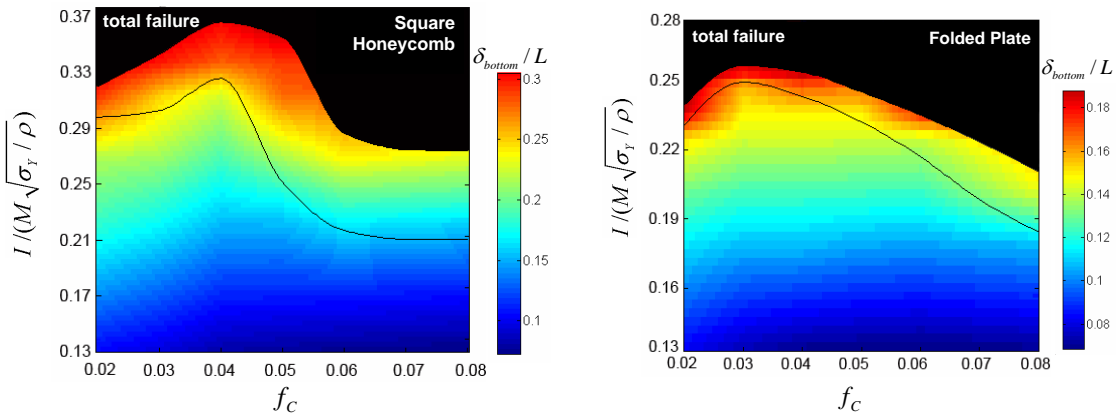 0.37
total failure
Square
Honeycomb
δbottom / L
0.33
0.29
0.25
0.21
0.17
0.13
I /(M √σY / ρ)
0.3
0.25
0.2
0.15
0.1
0.02 0.03 0.04 0.05 0.06 0.07 0.08
fC
0.28
total failure
Folded Plate
δbottom / L
0.25
0.22
0.19
0.16
0.13
I /(M √σY / ρ)
0.18
0.16
0.14
0.12
0.1
0.08
0.02 0.03 0.04 0.05 0.06 0.07 0.08
fC